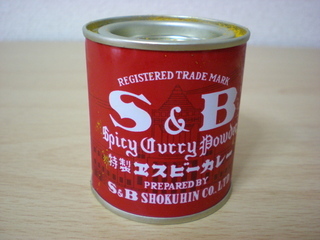 REGISTERED TRADE MARK
S & B
Spicy Curry Powder
特製ヱスビーカレー
PREPARED BY
S&B SHOKUHIN CO., LTD.